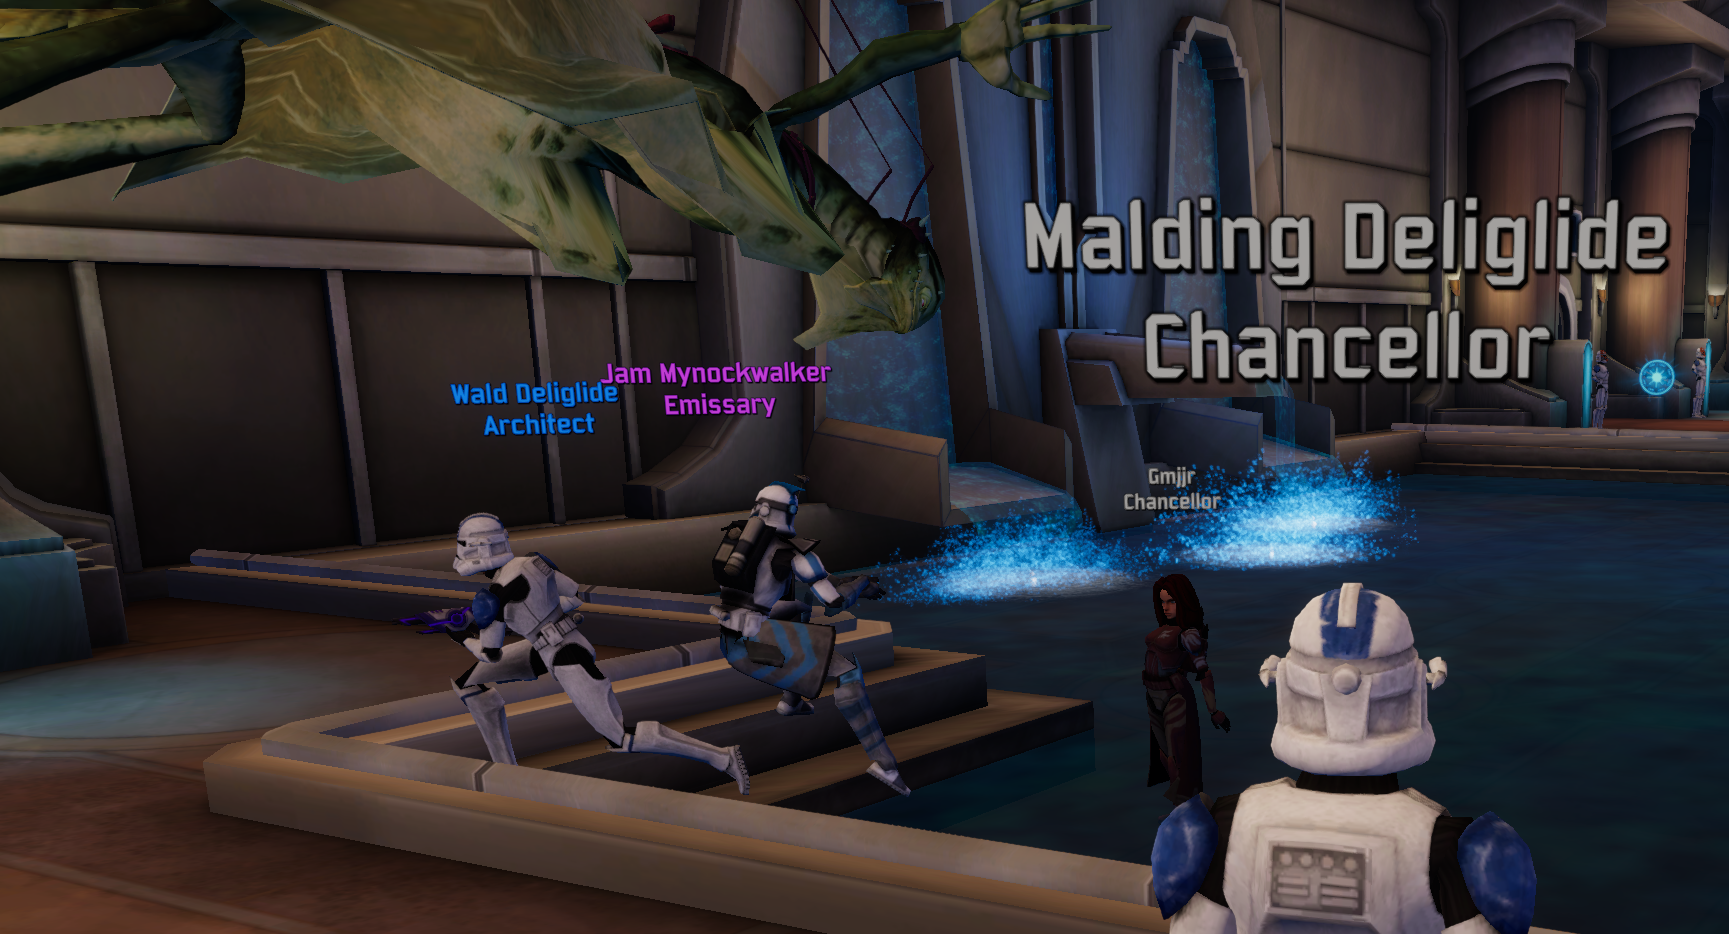 Malding Deliglide
Chancellor
Jam Mynockwalker
Emissary
Wald Deliglide
Architect
Gmjjr
Chancellor